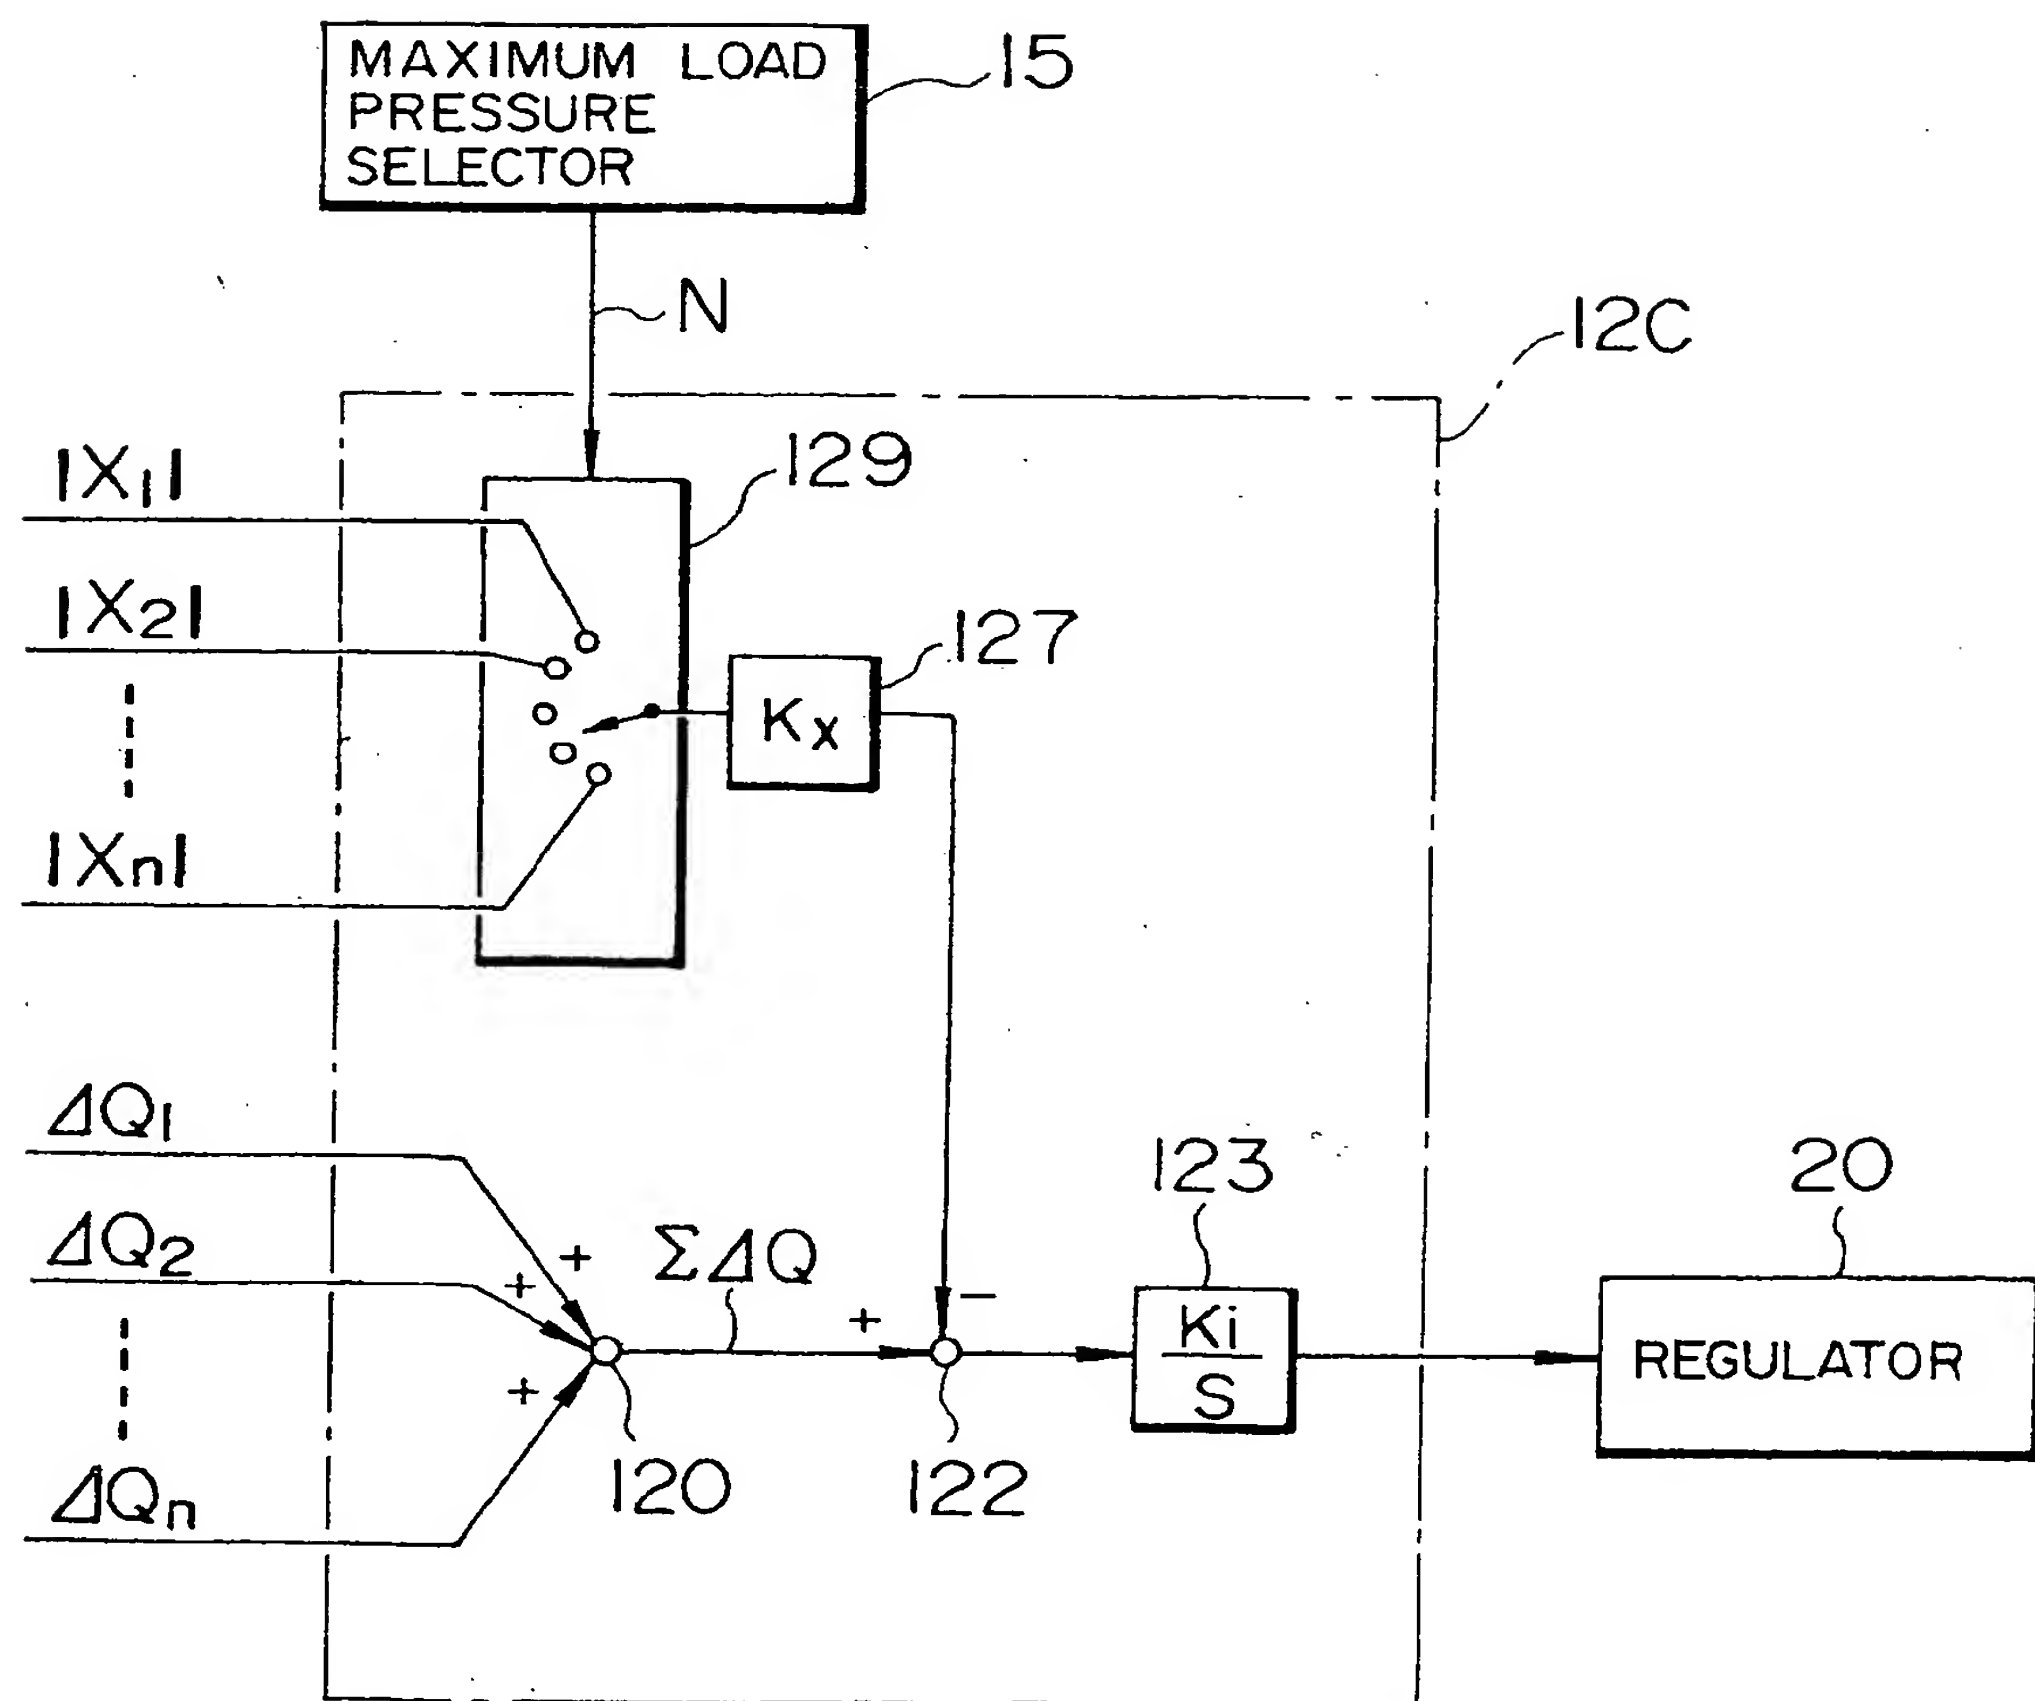 MAXIMUM LOAD
PRESSURE
SELECTOR
15
N
12C
|X₁|
129
|X₂|
127
Kx
|Xn|
ΔQ₁
123
20
ΔQ₂
+
+
ΣΔQ
+
−
Ki
S
REGULATOR
+
120
122
ΔQn